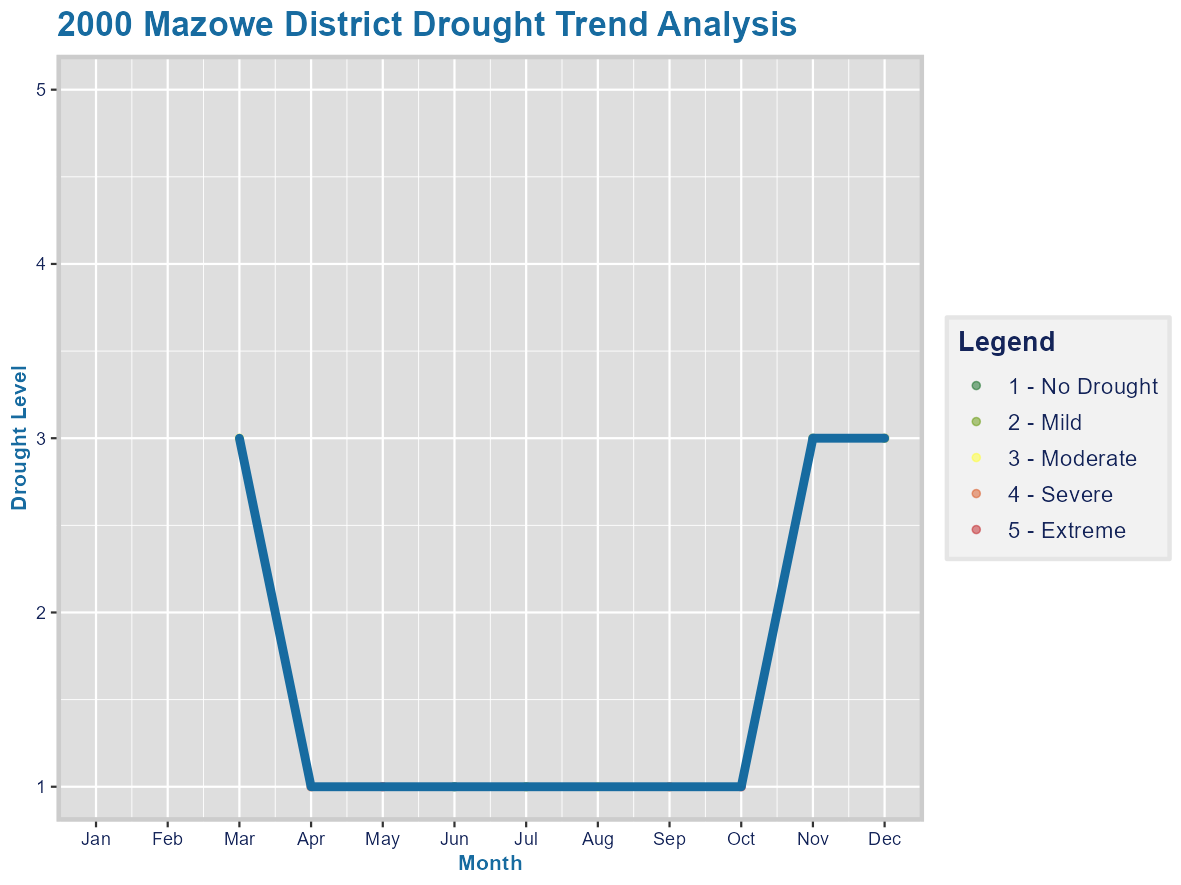 2000 Mazowe District Drought Trend Analysis
5
4
3
2
1
Drought Level
Jan Feb Mar Apr May Jun Jul Aug Sep Oct Nov Dec
Month
Legend
1 - No Drought
2 - Mild
3 - Moderate
4 - Severe
5 - Extreme